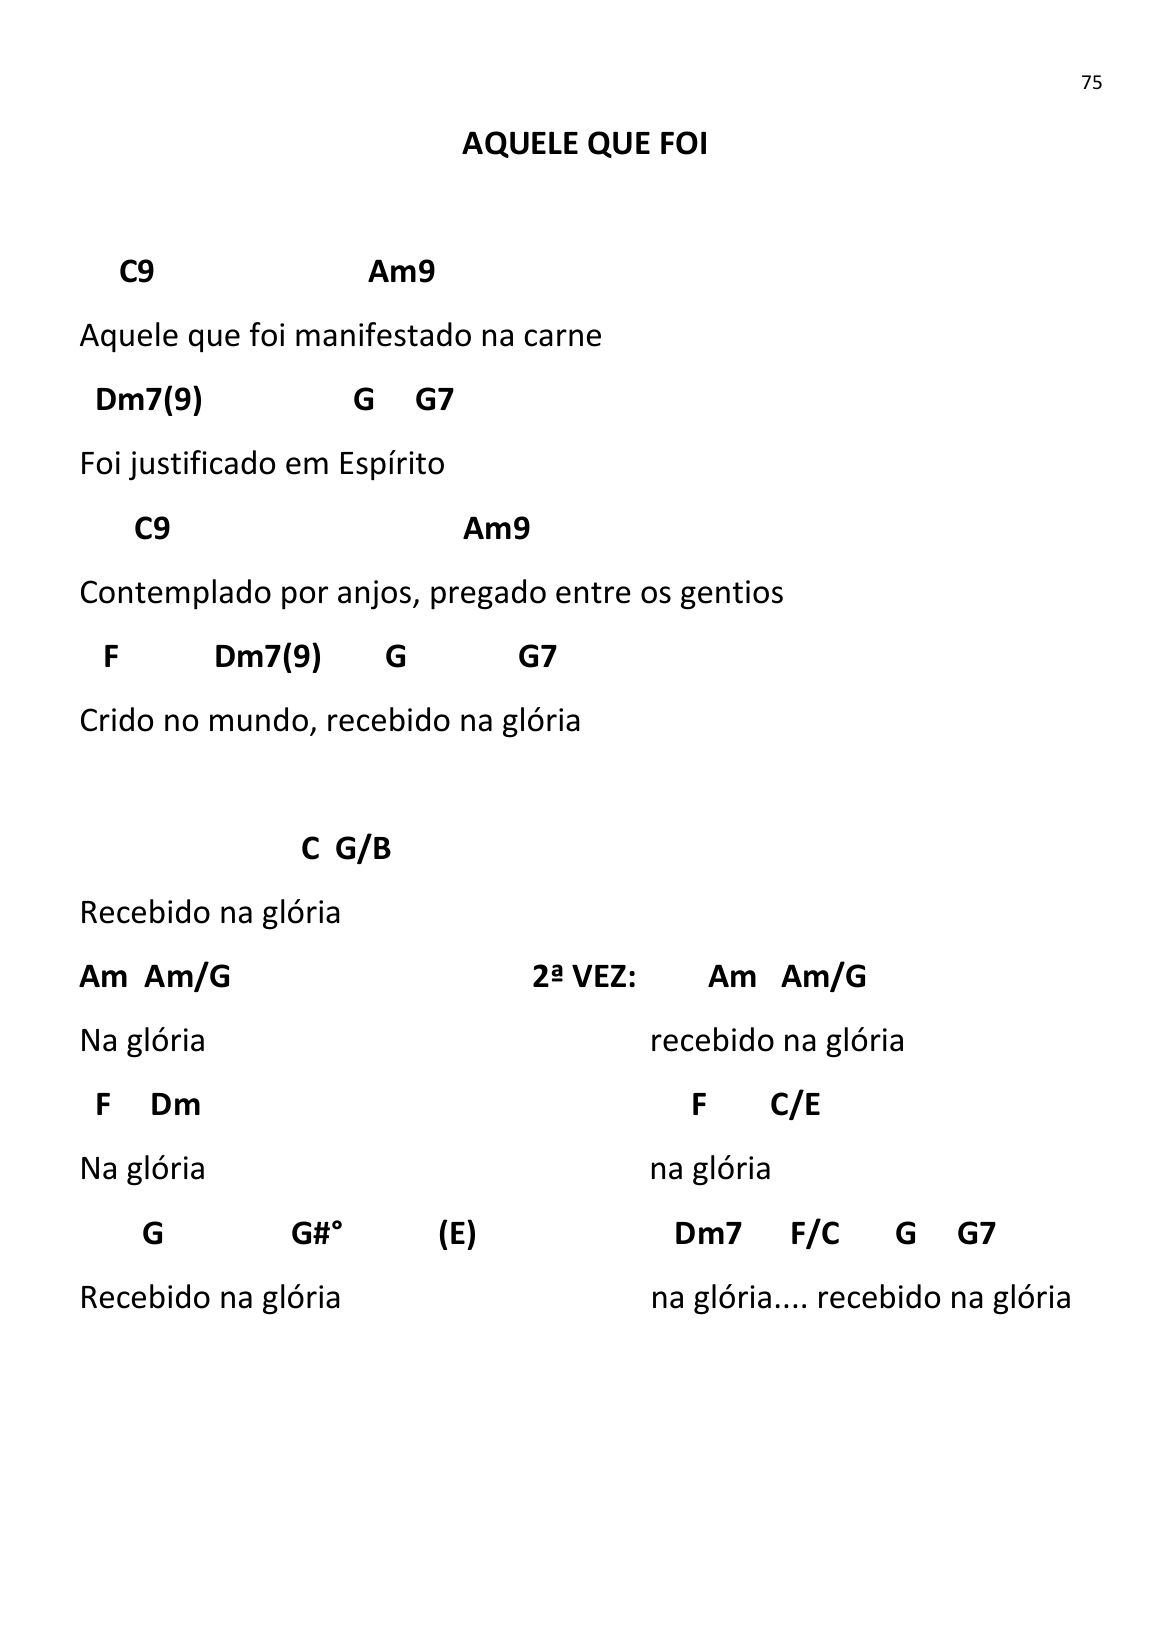 75
AQUELE QUE FOI
C9 Am9
Aquele que foi manifestado na carne
Dm7(9) G G7
Foi justificado em Espírito
C9 Am9
Contemplado por anjos, pregado entre os gentios
F Dm7(9) G G7
Crido no mundo, recebido na glória
C G/B
Recebido na glória
Am Am/G 2ª VEZ: Am Am/G
Na glória recebido na glória
F Dm F C/E
Na glória na glória
G G#° (E) Dm7 F/C G G7
Recebido na glória na glória.... recebido na glória